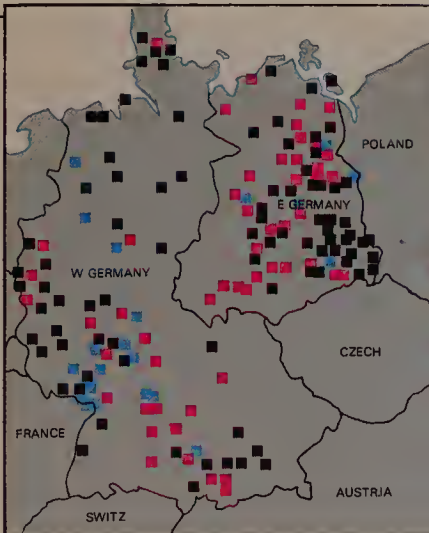 POLAND
E GERMANY
W GERMANY
CZECH
FRANCE
AUSTRIA
SWITZ